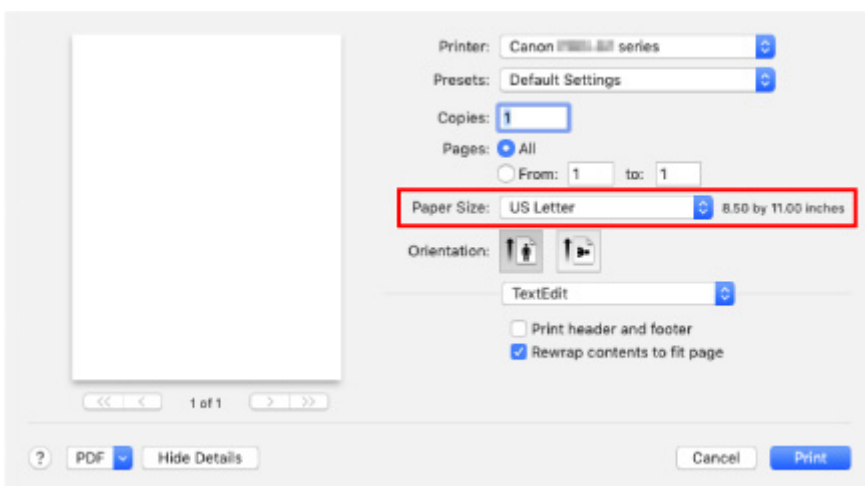 Printer: Canon series
Presets: Default Settings
Copies: 1
Pages: All
From: 1 to: 1
Paper Size: US Letter 8.50 by 11.00 inches
Orientation:
TextEdit
Print header and footer
Rewrap contents to fit page
<< < 1 of 1 > >>
? PDF Hide Details Cancel Print